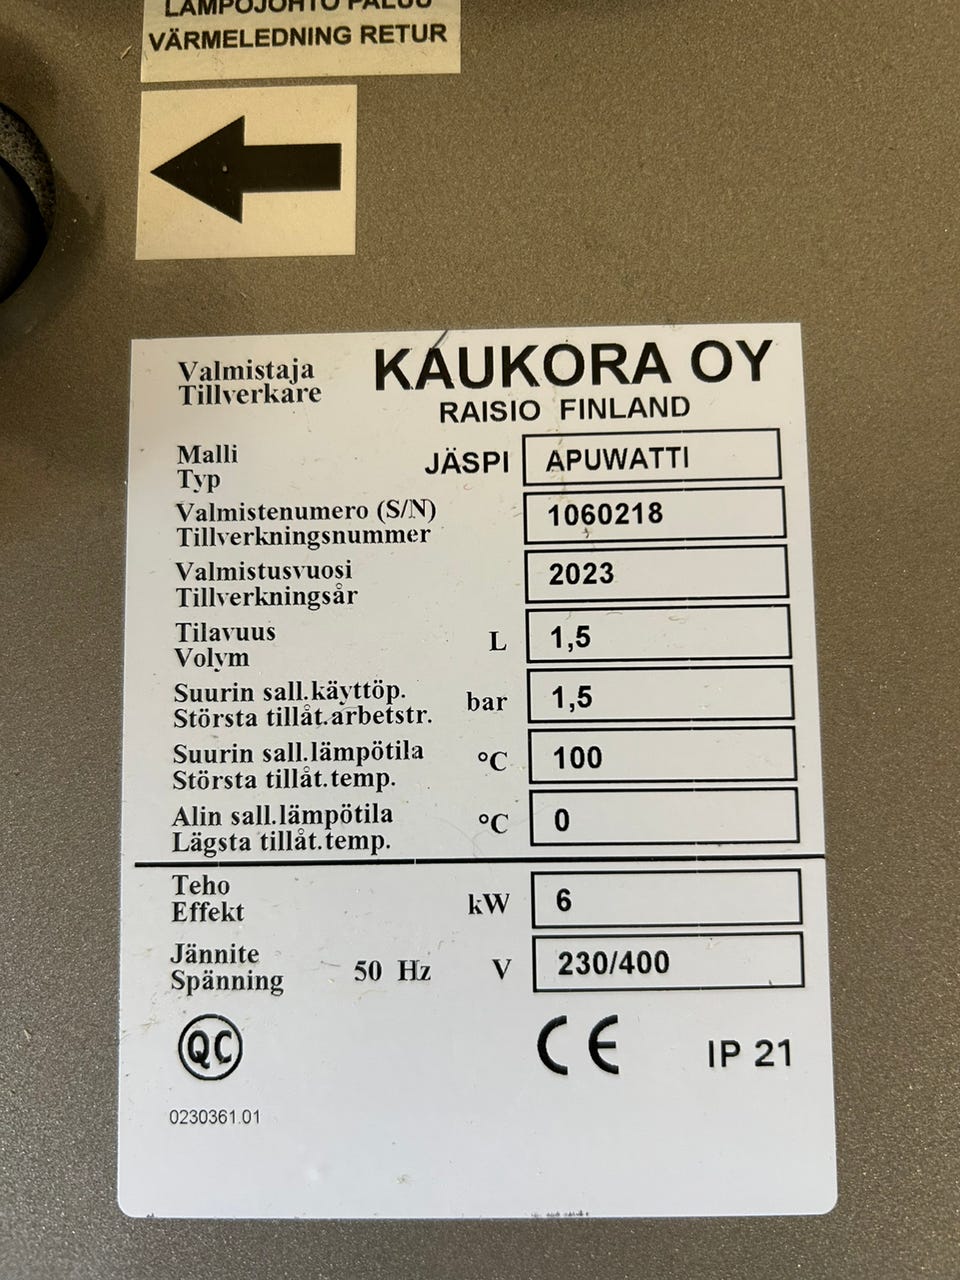 LÄMPÖJOHTO PALUU
VÄRMELEDNING RETUR
Valmistaja
Tillverkare
KAUKORA OY
RAISIO FINLAND
Malli
Typ
JÄSPI APUWATTI
Valmistenumero (S/N)
Tillverkningsnummer
1060218
Valmistusvuosi
Tillverkningsår
2023
Tilavuus
Volym
L 1,5
Suurin sall.käyttöp.
Största tillåt.arbetstr.
bar 1,5
Suurin sall.lämpötila
Största tillåt.temp.
°C 100
Alin sall.lämpötila
Lägsta tillåt.temp.
°C 0
Teho
Effekt
kW 6
Jännite
Spänning
50 Hz V 230/400
QC
CE IP 21
0230361.01